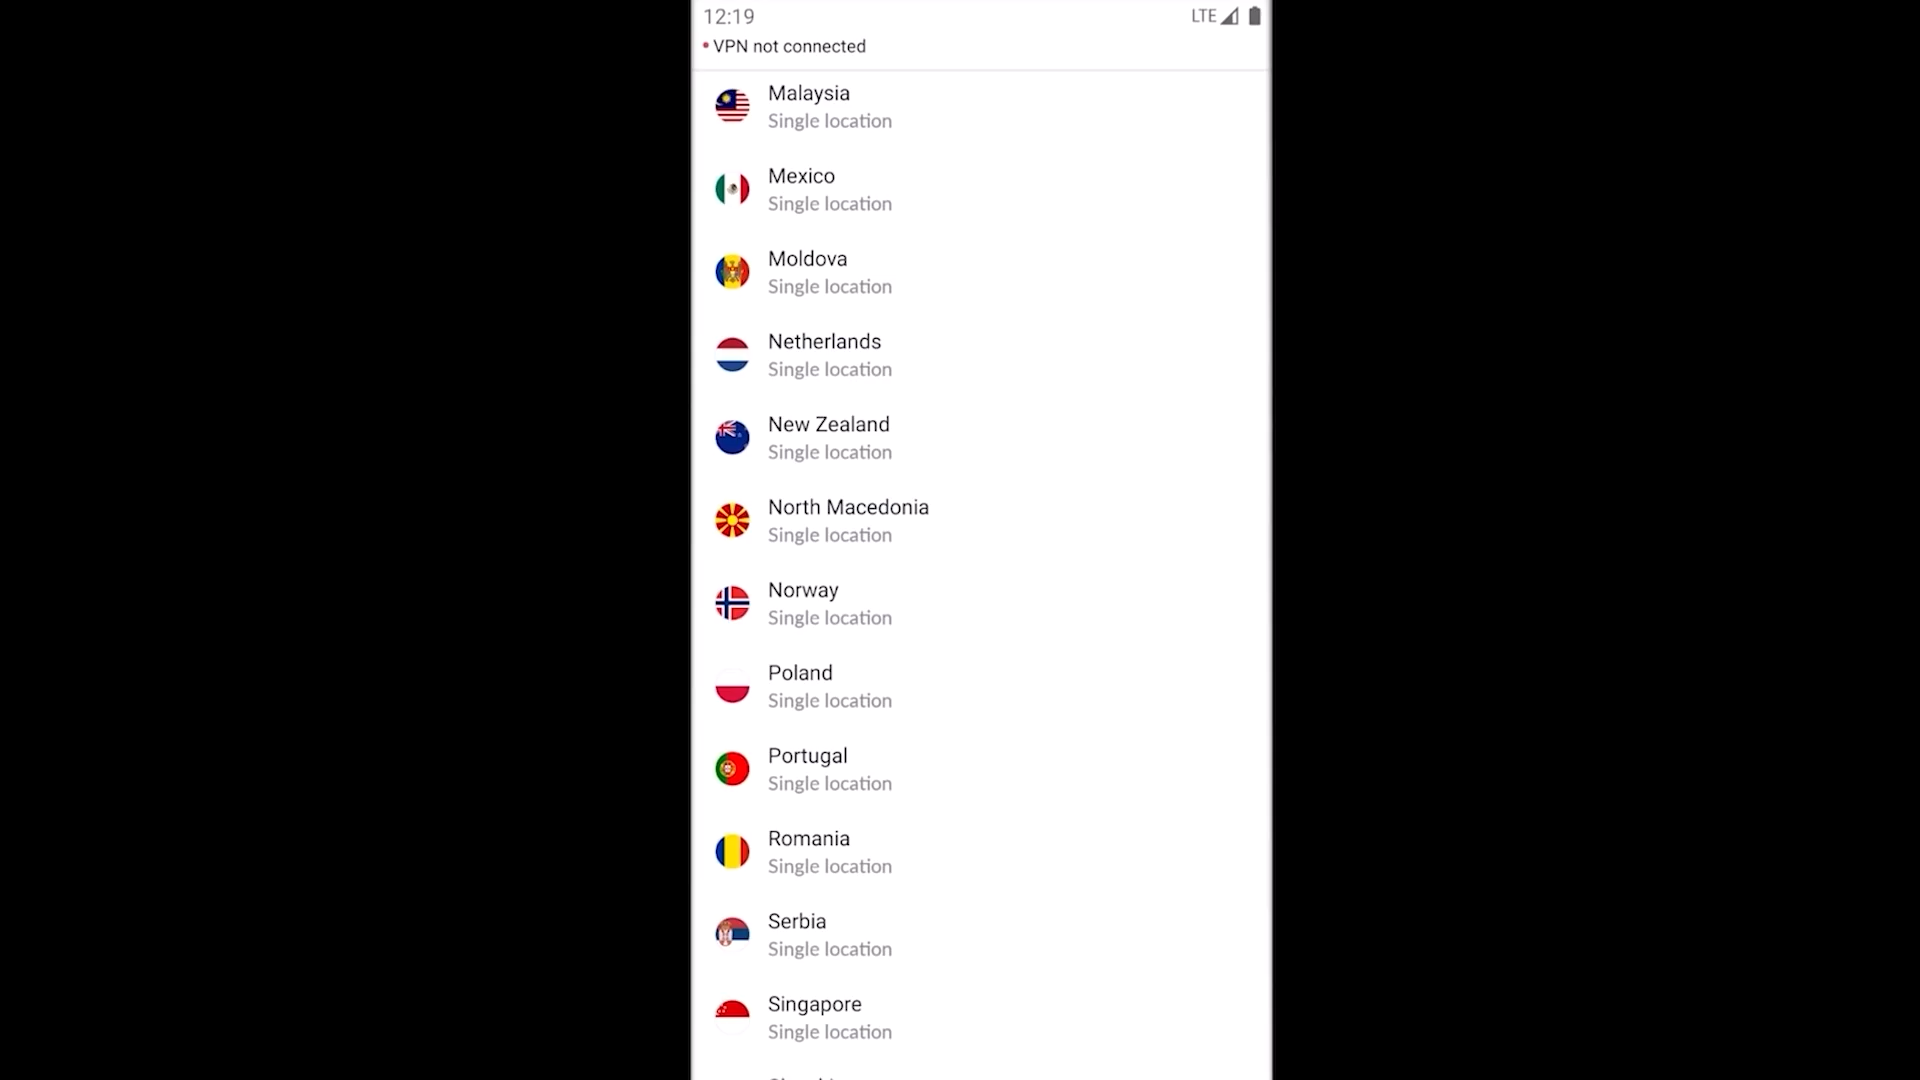 12:19
LTE
VPN not connected
Malaysia
Single location
Mexico
Single location
Moldova
Single location
Netherlands
Single location
New Zealand
Single location
North Macedonia
Single location
Norway
Single location
Poland
Single location
Portugal
Single location
Romania
Single location
Serbia
Single location
Singapore
Single location